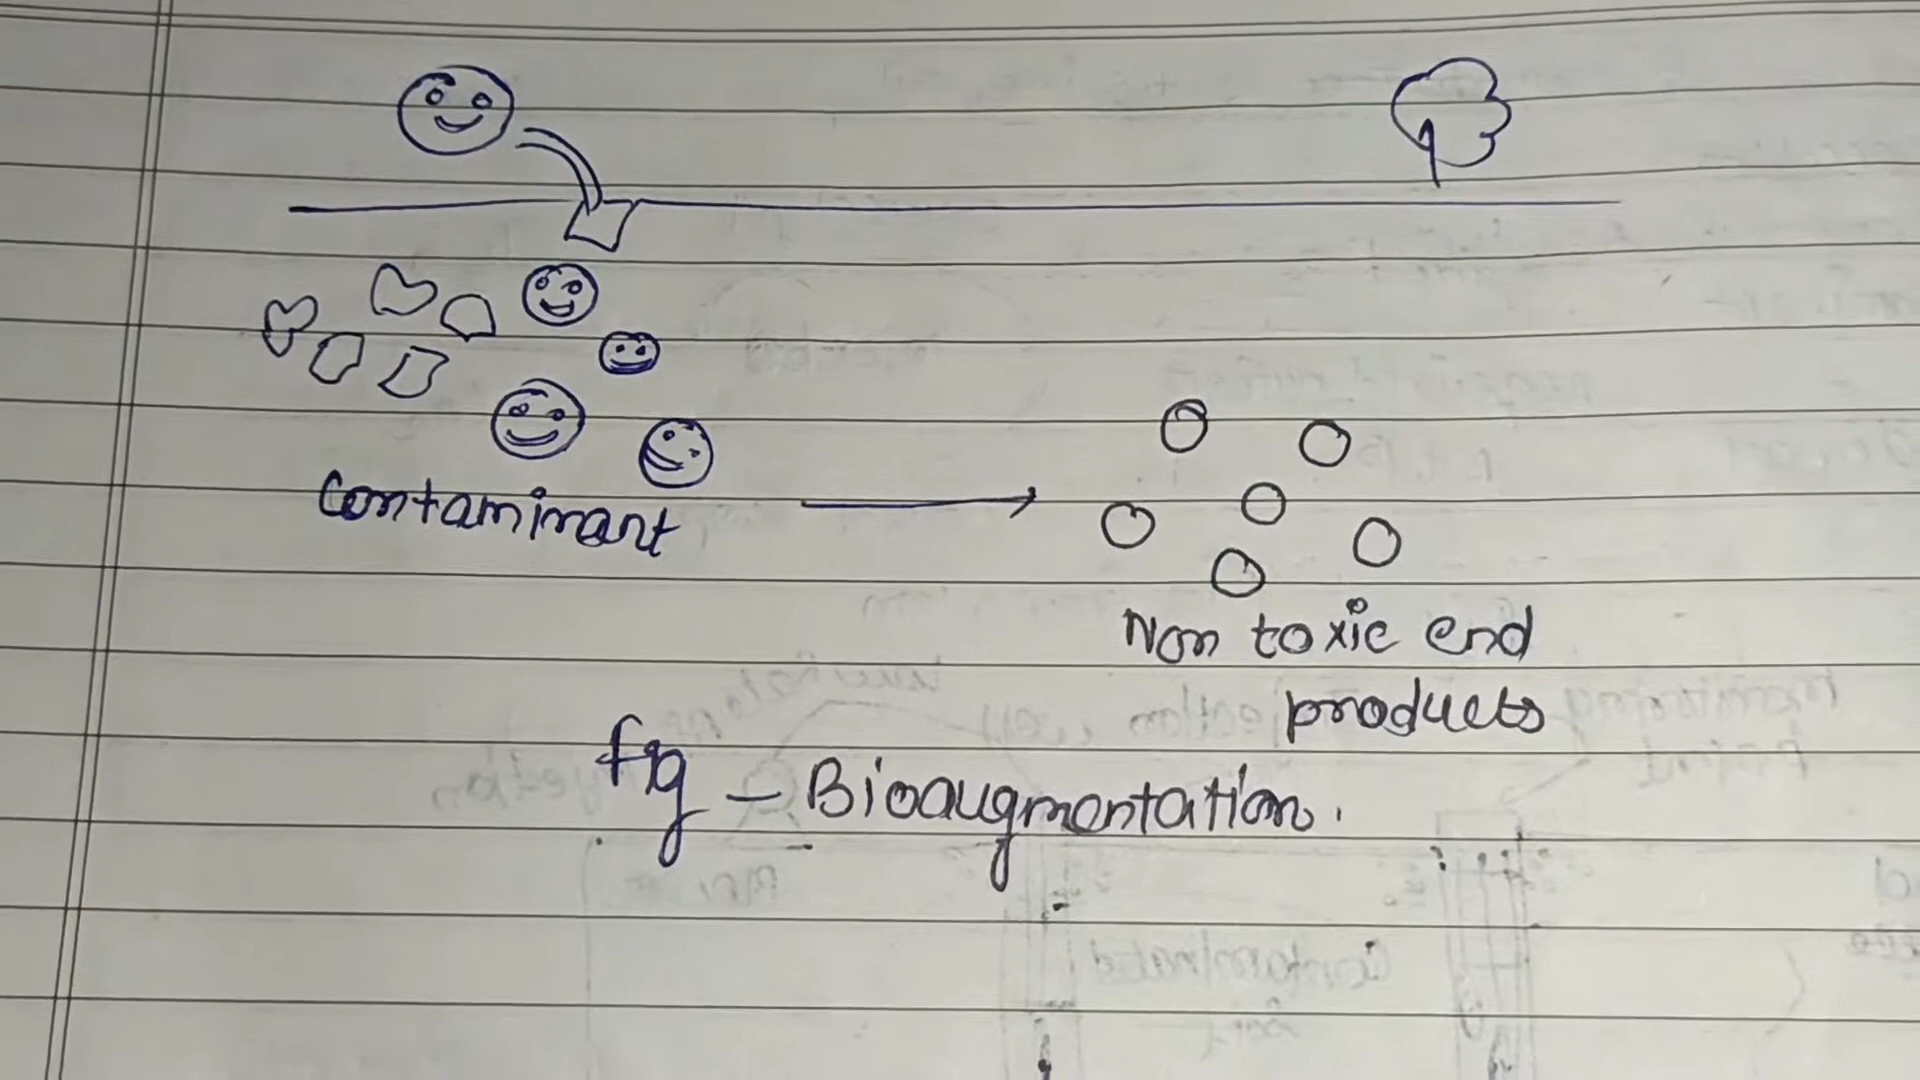 Contaminant
Non toxic end
products
fig – Bioaugmentation.